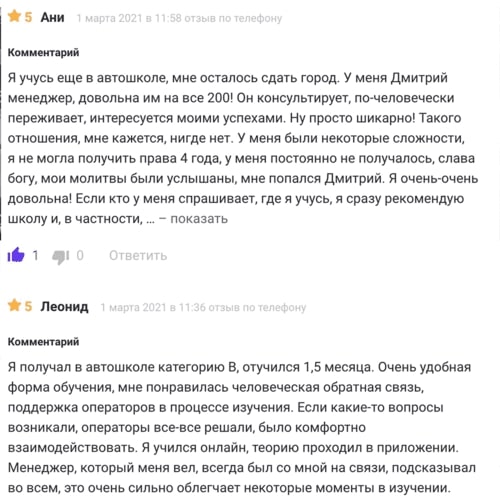 5 Ани 1 марта 2021 в 11:58 отзыв по телефону
Комментарий
Я учусь еще в автошколе, мне осталось сдать город. У меня Дмитрий
менеджер, довольна им на все 200! Он консультирует, по-человечески
переживает, интересуется моими успехами. Ну просто шикарно! Такого
отношения, мне кажется, нигде нет. У меня были некоторые сложности,
я не могла получить права 4 года, у меня постоянно не получалось, слава
богу, мои молитвы были услышаны, мне попался Дмитрий. Я очень-очень
довольна! Если кто у меня спрашивает, где я учусь, я сразу рекомендую
школу и, в частности, ... – показать
1 0 Ответить
5 Леонид 1 марта 2021 в 11:36 отзыв по телефону
Комментарий
Я получал в автошколе категорию В, отучился 1,5 месяца. Очень удобная
форма обучения, мне понравилась человеческая обратная связь,
поддержка операторов в процессе изучения. Если какие-то вопросы
возникали, операторы все-все решали, было комфортно
взаимодействовать. Я учился онлайн, теорию проходил в приложении.
Менеджер, который меня вел, всегда был со мной на связи, подсказывал
во всем, это очень сильно облегчает некоторые моменты в изучении.